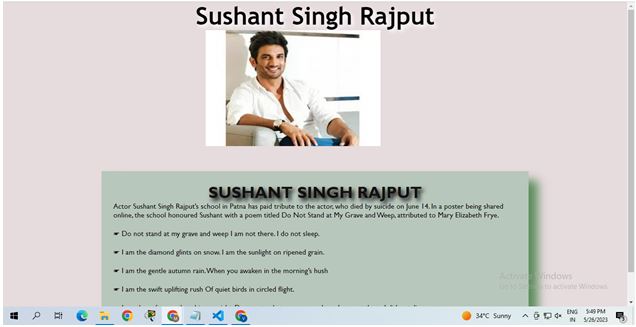 Sushant Singh Rajput
SUSHANT SINGH RAJPUT
Actor Sushant Singh Rajput's school in Patna has paid tribute to the actor, who died by suicide on June 14. In a poster being shared
online, the school honoured Sushant with a poem titled Do Not Stand at My Grave and Weep, attributed to Mary Elizabeth Frye.
☛ Do not stand at my grave and weep I am not there. I do not sleep.
☛ I am the diamond glints on snow. I am the sunlight on ripened grain.
☛ I am the gentle autumn rain. When you awaken in the morning's hush
☛ I am the swift uplifting rush Of quiet birds in circled flight.
Activate Windows
Go to Settings to activate Windows.
34°C Sunny
ENG
IN
5:49 PM
5/26/2023